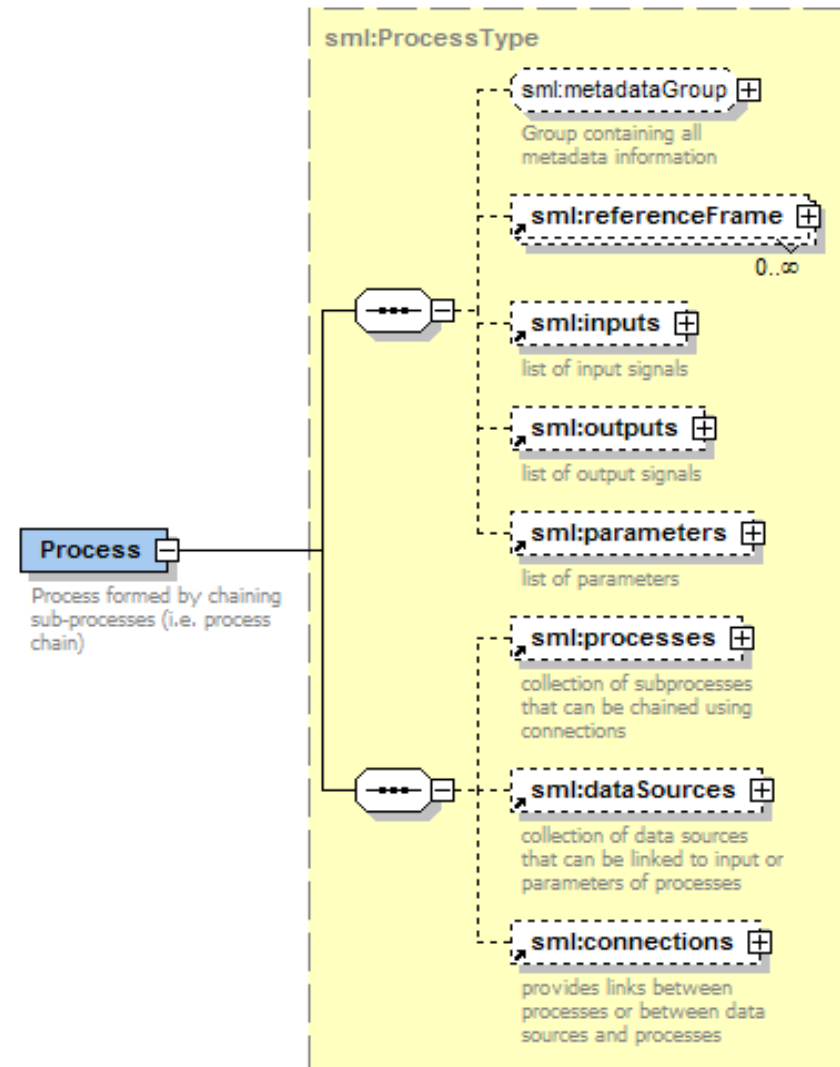 sml:ProcessType
sml:metadataGroup
Group containing all
metadata information
sml:referenceFrame
0..∞
sml:inputs
list of input signals
sml:outputs
list of output signals
sml:parameters
list of parameters
Process
Process formed by chaining
sub-processes (i.e. process
chain)
sml:processes
collection of subprocesses
that can be chained using
connections
sml:dataSources
collection of data sources
that can be linked to input or
parameters of processes
sml:connections
provides links between
processes or between data
sources and processes